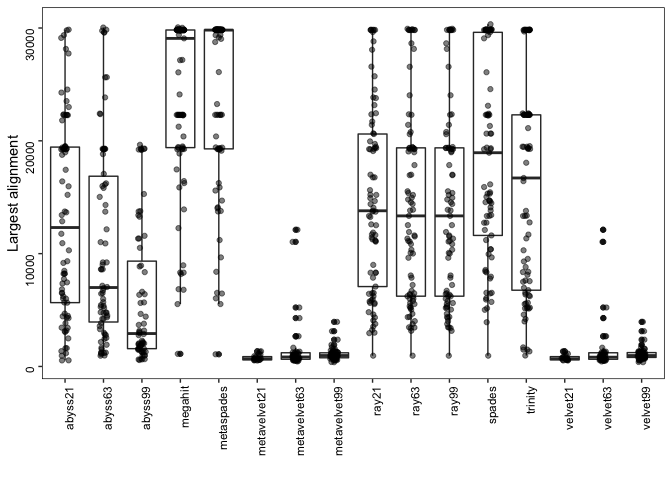 Largest alignment
30000
20000
10000
0
abyss21
abyss63
abyss99
megahit
metaspades
metavelvet21
metavelvet63
metavelvet99
ray21
ray63
ray99
spades
trinity
velvet21
velvet63
velvet99